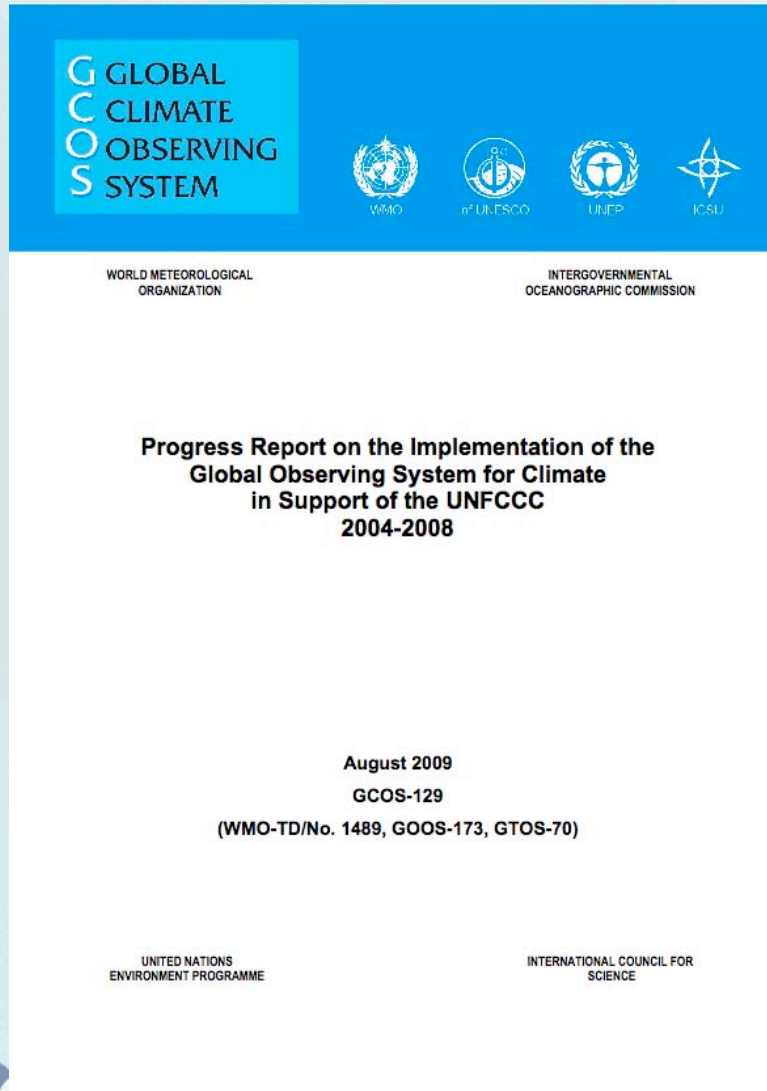 G GLOBAL
C CLIMATE
O OBSERVING
S SYSTEM
WMO
of UNESCO
UNEP
ICSU
WORLD METEOROLOGICAL
ORGANIZATION
INTERGOVERNMENTAL
OCEANOGRAPHIC COMMISSION
Progress Report on the Implementation of the
Global Observing System for Climate
in Support of the UNFCCC
2004-2008
August 2009
GCOS-129
(WMO-TD/No. 1489, GOOS-173, GTOS-70)
UNITED NATIONS
ENVIRONMENT PROGRAMME
INTERNATIONAL COUNCIL FOR
SCIENCE